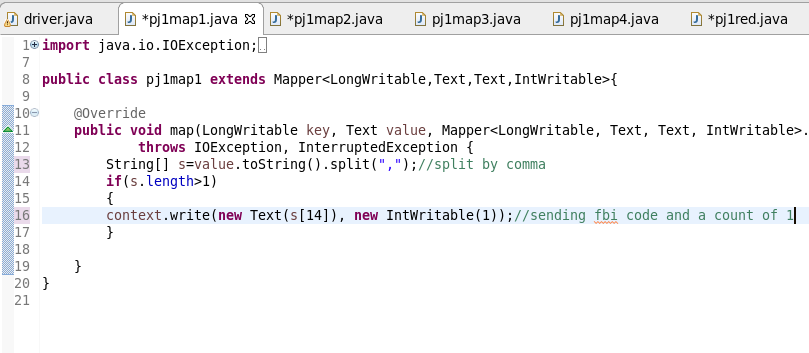 driver.java *pj1map1.java *pj1map2.java pj1map3.java pj1map4.java *pj1red.java
1 import java.io.IOException;
7
8 public class pj1map1 extends Mapper<LongWritable,Text,Text,IntWritable>{
9
10 @Override
11 public void map(LongWritable key, Text value, Mapper<LongWritable, Text, Text, IntWritable>.
12 throws IOException, InterruptedException {
13 String[] s=value.toString().split(",");//split by comma
14 if(s.length>1)
15 {
16 context.write(new Text(s[14]), new IntWritable(1));//sending fbi code and a count of 1
17 }
18
19 }
20 }
21